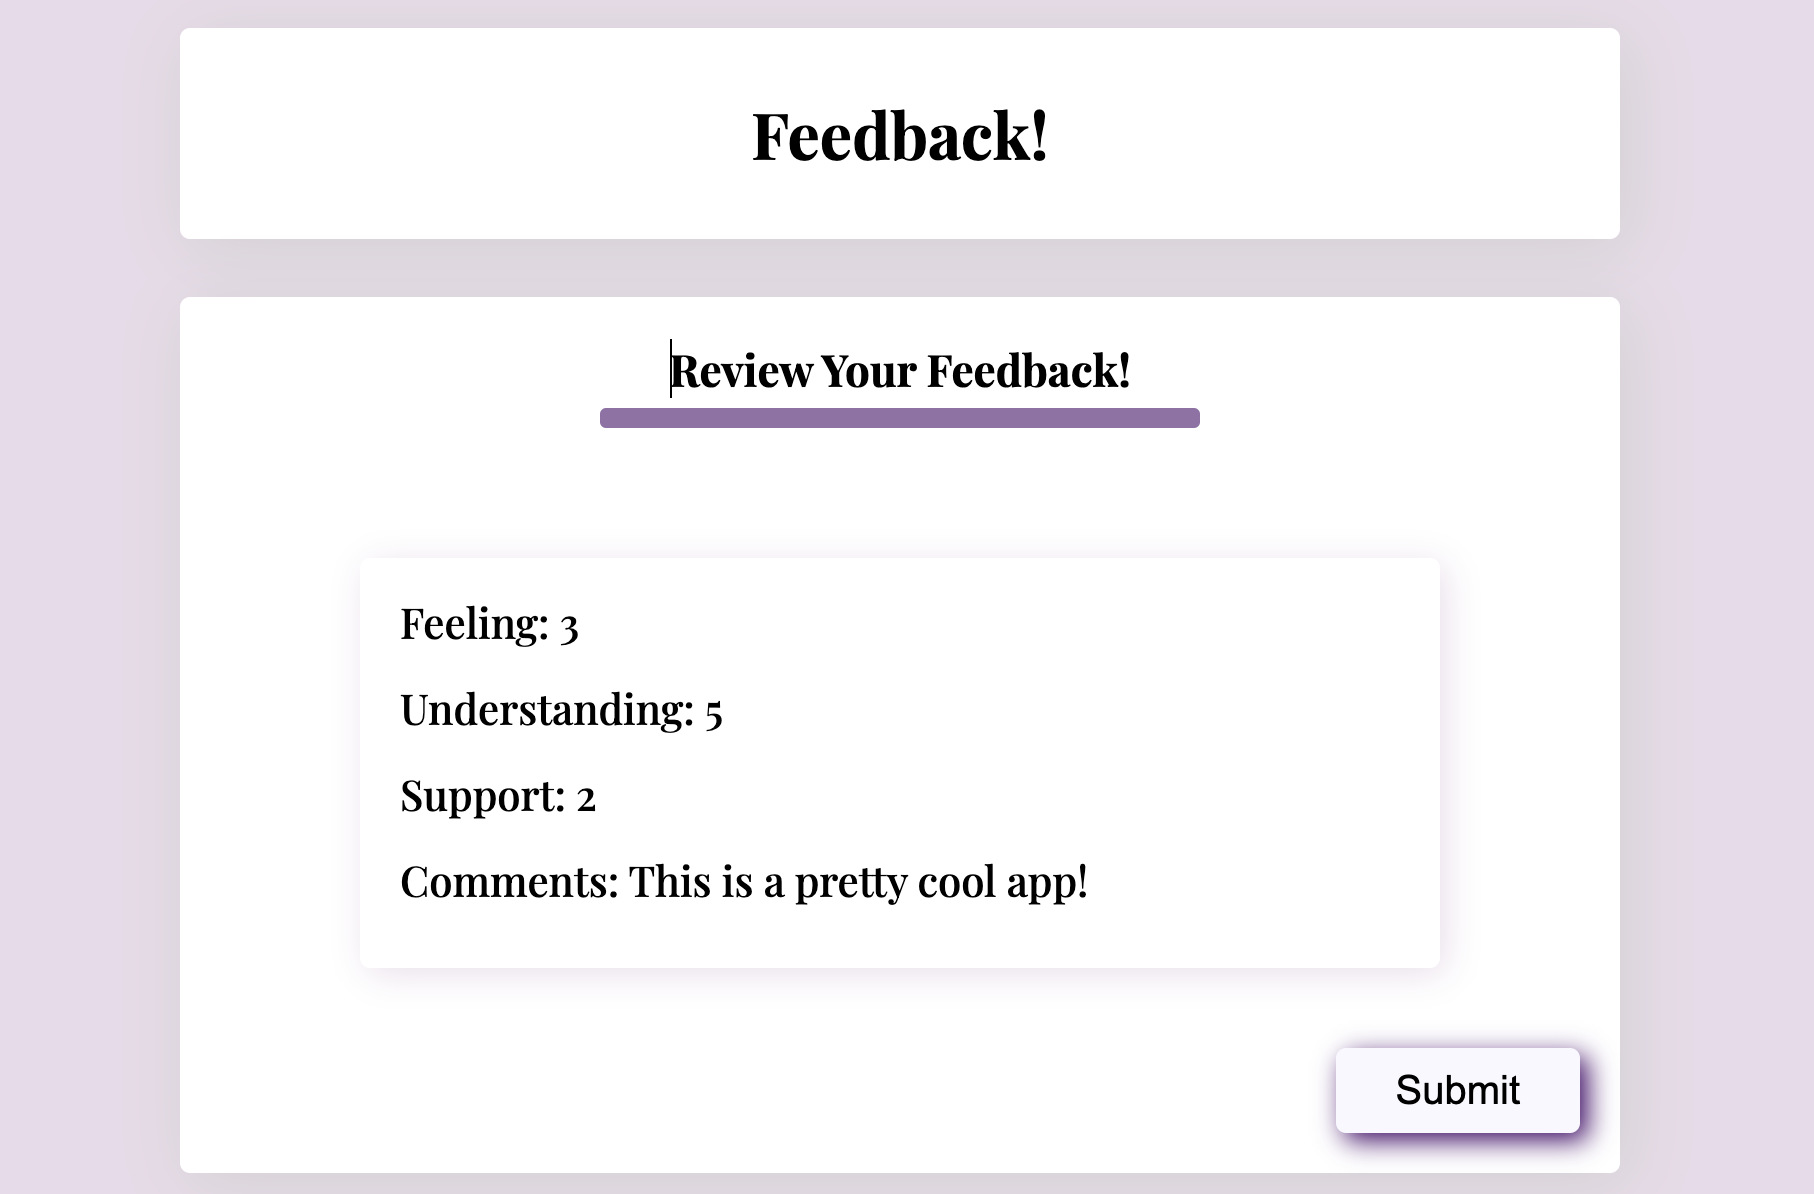 Feedback!
Review Your Feedback!
Feeling: 3
Understanding: 5
Support: 2
Comments: This is a pretty cool app!
Submit